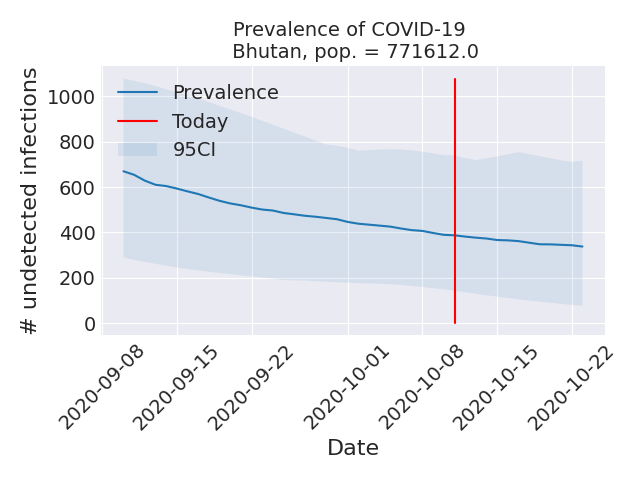 Prevalence of COVID-19
Bhutan, pop. = 771612.0
# undetected infections
1000
800
600
400
200
0
Prevalence
Today
95CI
2020-09-08
2020-09-15
2020-09-22
2020-10-01
2020-10-08
2020-10-15
2020-10-22
Date